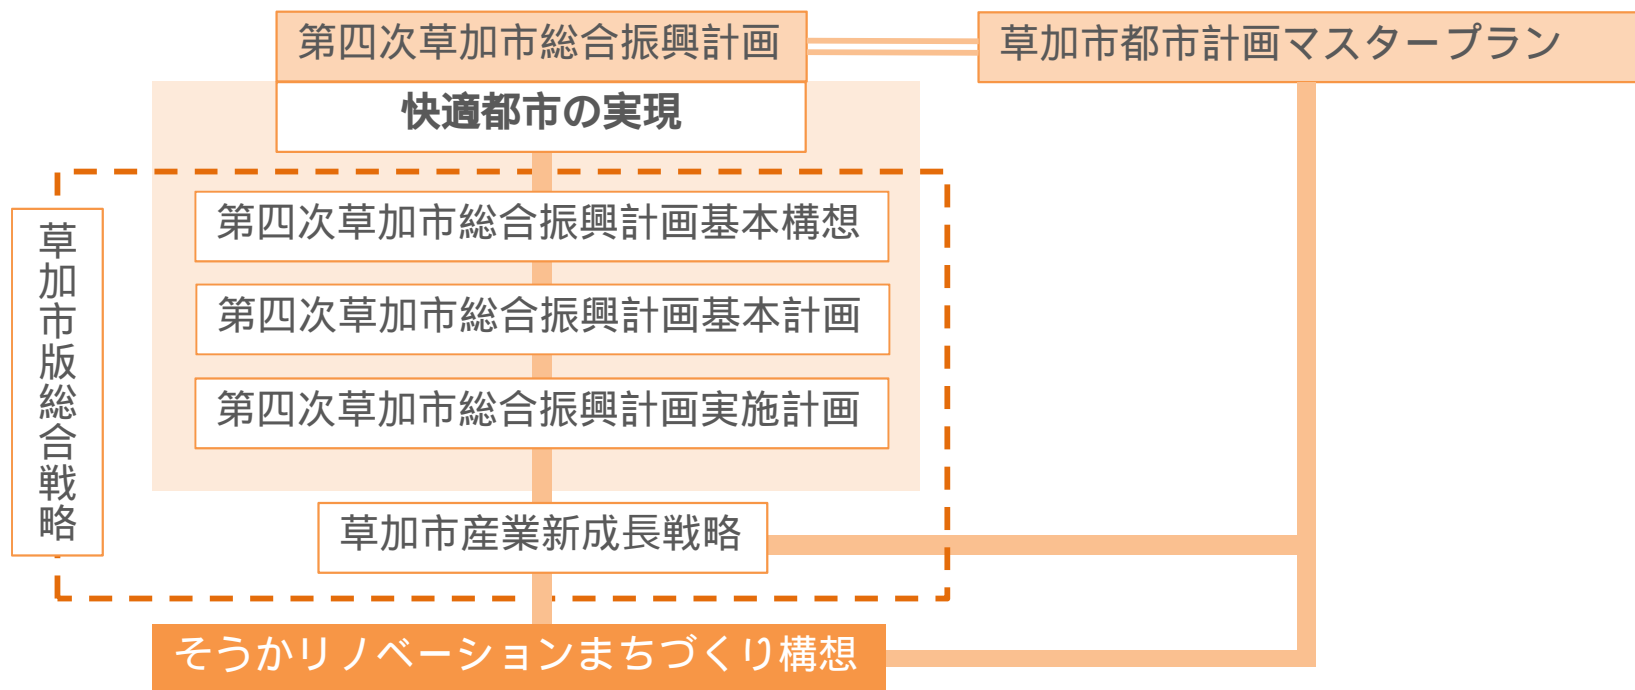 第四次草加市総合振興計画
草加市都市計画マスタープラン
快適都市の実現
草加市版総合戦略
第四次草加市総合振興計画基本構想
第四次草加市総合振興計画基本計画
第四次草加市総合振興計画実施計画
草加市産業新成長戦略
そうかリノベーションまちづくり構想